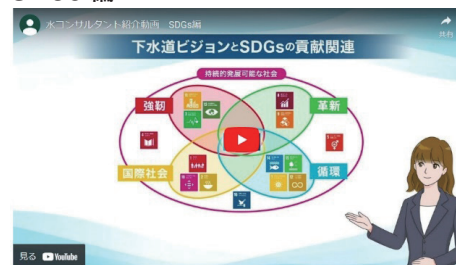 水コンサルタント紹介動画 SDGs編
共有
下水道ビジョンとSDGsの貢献関連
持続的発展可能な社会
強靭
革新
国際社会
循環
見る YouTube